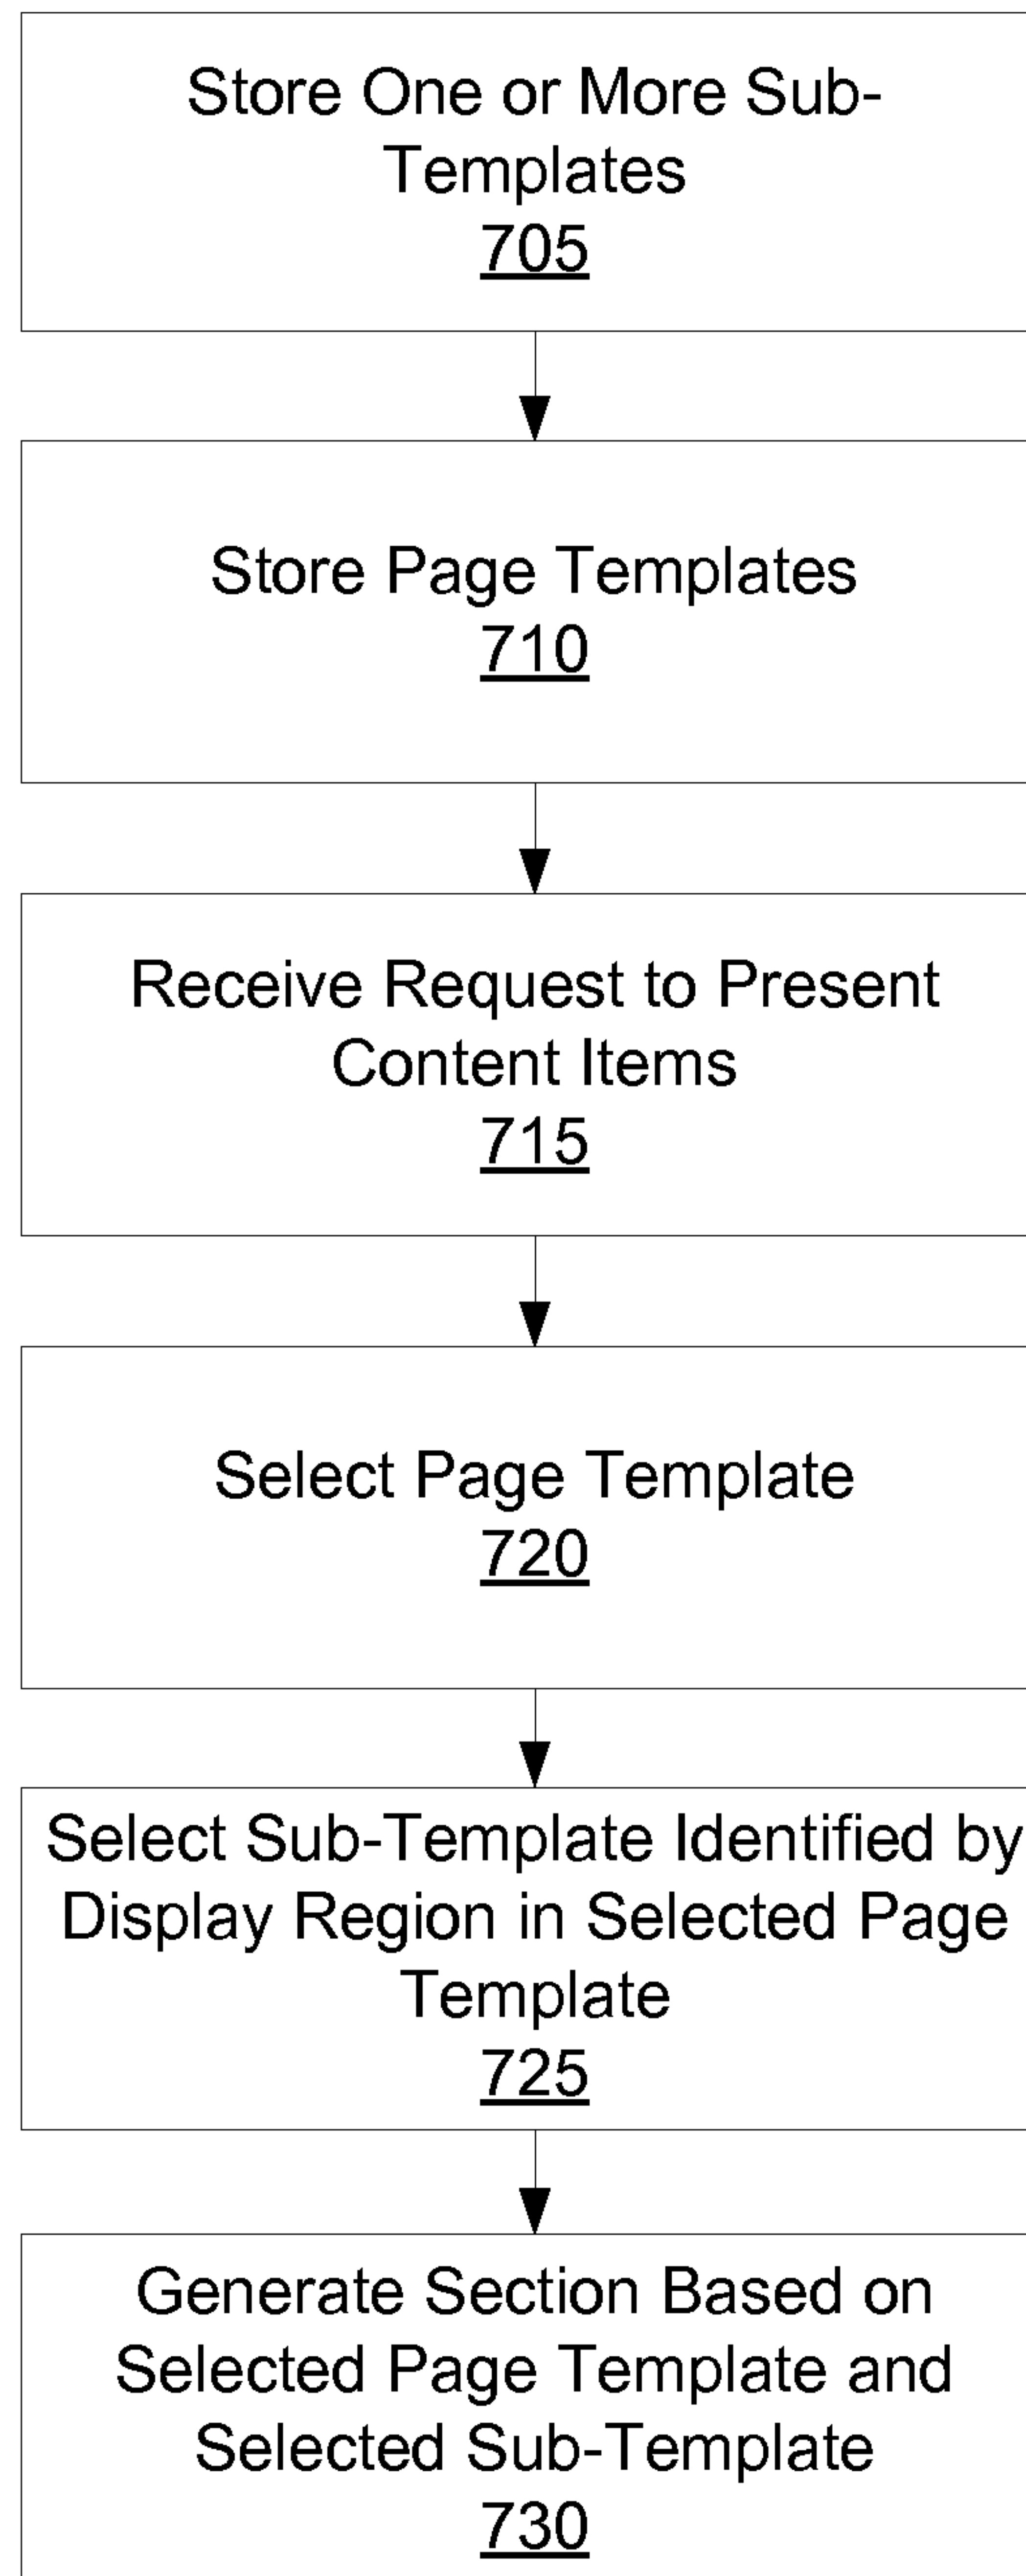 Store One or More Sub-
Templates
705
Store Page Templates
710
Receive Request to Present
Content Items
715
Select Page Template
720
Select Sub-Template Identified by
Display Region in Selected Page
Template
725
Generate Section Based on
Selected Page Template and
Selected Sub-Template
730